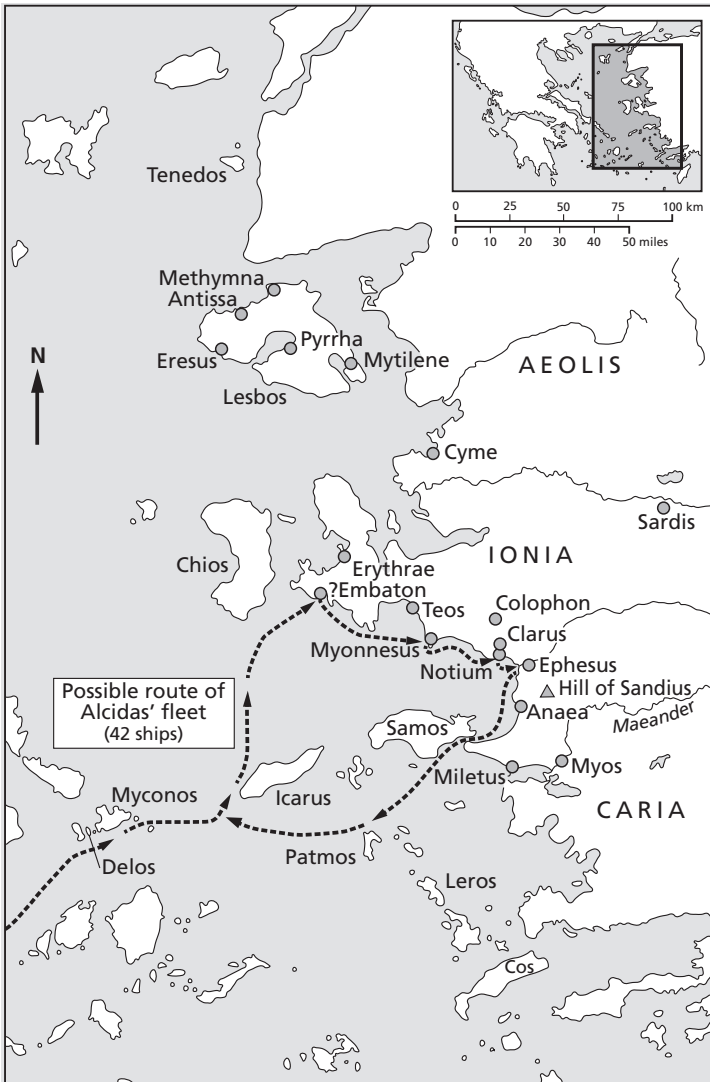 0 25 50 75 100 km
0 10 20 30 40 50 miles
Tenedos
Methymna
Antissa
Pyrrha
Eresus
Mytilene
Lesbos
N
AEOLIS
Cyme
Sardis
Chios
IONIA
Erythrae
?Embaton
Teos
Colophon
Clarus
Myonnesus
Notium
Ephesus
Hill of Sandius
Possible route of
Alcidas’ fleet
(42 ships)
Anaea
Maeander
Samos
Miletus
Myos
Icarus
Myconos
CARIA
Delos
Patmos
Leros
Cos